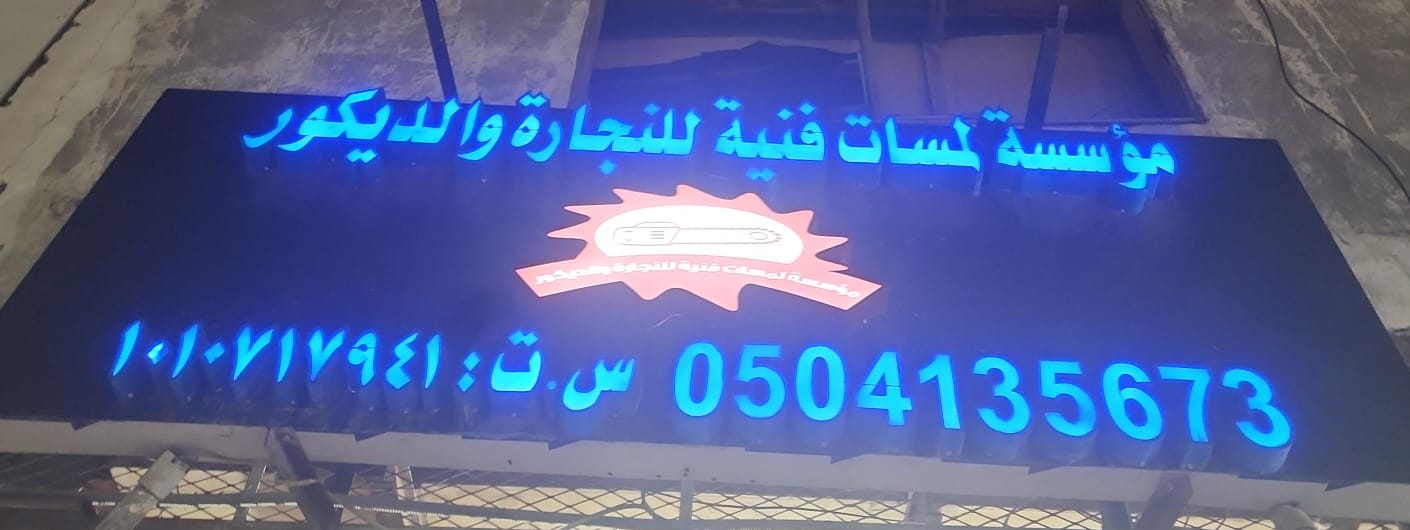 مؤسسة لمسات فنية للنجارة والديكور
مؤسسة لمسات فنية للنجارة والديكور
0504135673 س.ت: ١٠١٠٧١٧٩٤١